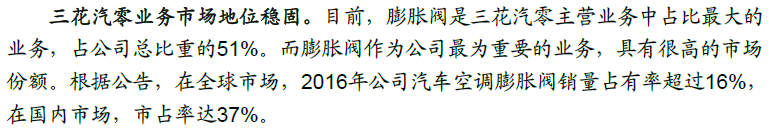 三花汽零业务市场地位稳固。目前，膨胀阀是三花汽零主营业务中占比最大的
业务，占公司总比重的51%。而膨胀阀作为公司最为重要的业务，具有很高的市场
份额。根据公告，在全球市场，2016年公司汽车空调膨胀阀销量占有率超过16%，
在国内市场，市占率达37%。